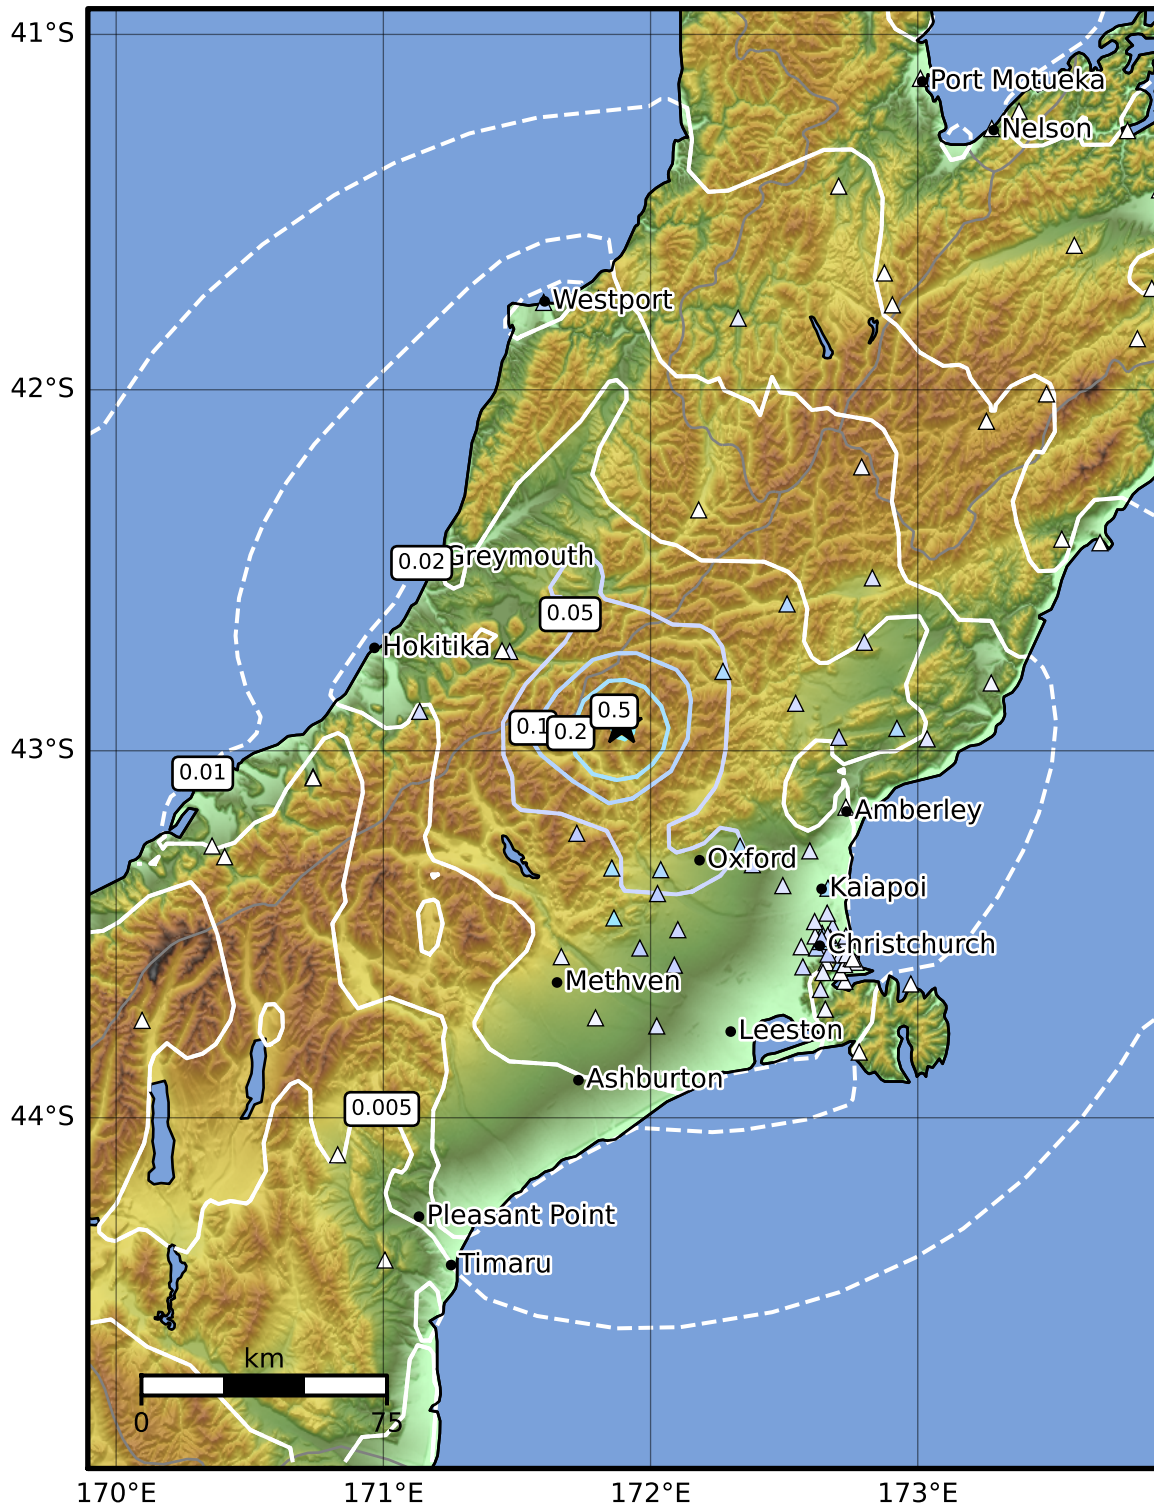 41°S
Port Motueka
Nelson
Westport
42°S
0.02
Greymouth
0.05
Hokitika
0.5
0.1
0.2
43°S
0.01
Amberley
Oxford
Kaiapoi
Christchurch
Methven
Leeston
Ashburton
0.005
44°S
Pleasant Point
Timaru
km
0
75
170°E
171°E
172°E
173°E